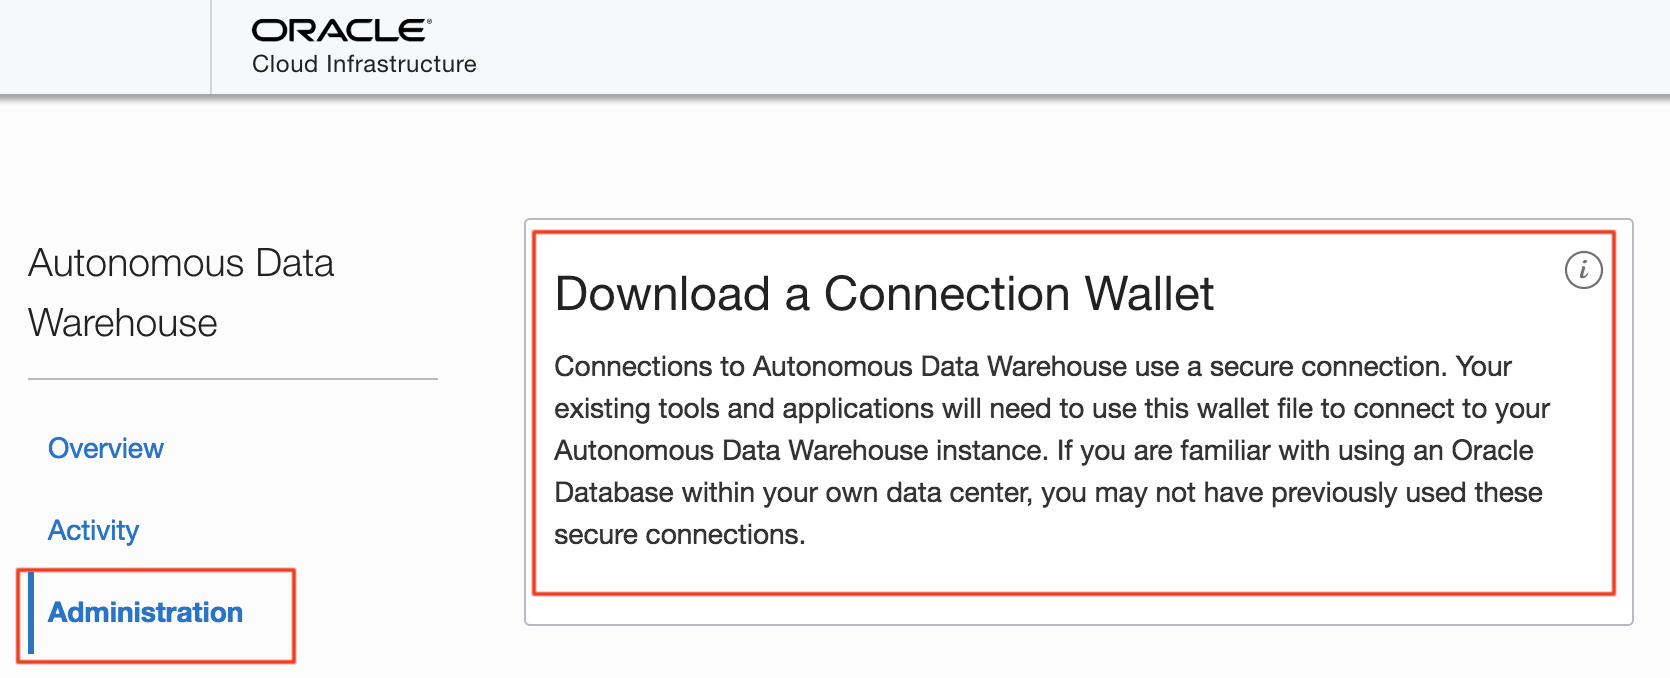 ORACLE®
Cloud Infrastructure
Autonomous Data
Warehouse
Overview
Activity
Administration
Download a Connection Wallet
i
Connections to Autonomous Data Warehouse use a secure connection. Your
existing tools and applications will need to use this wallet file to connect to your
Autonomous Data Warehouse instance. If you are familiar with using an Oracle
Database within your own data center, you may not have previously used these
secure connections.